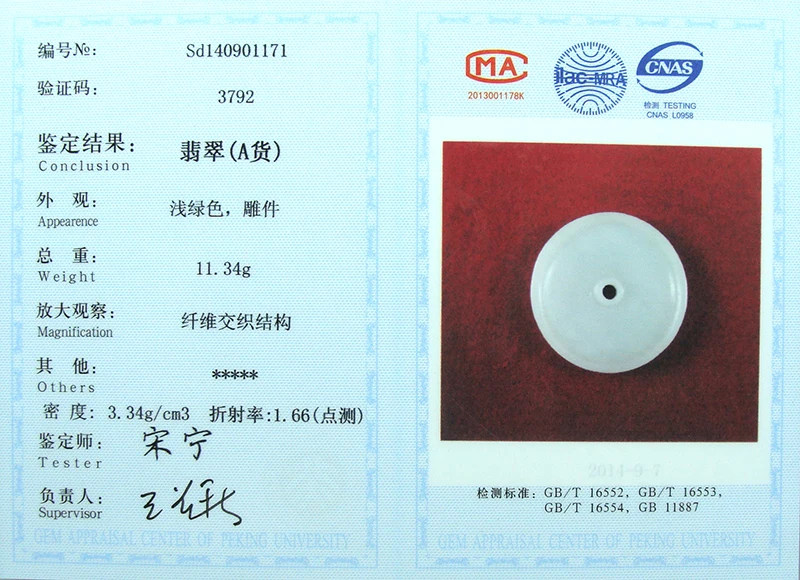 编号№: Sd140901171
验证码: 3792
鉴定结果: 翡翠(A货)
Conclusion
外 观: 浅绿色，雕件
Appearence
总 重: 11.34g
Weight
放大观察: 纤维交织结构
Magnification
其 他: *****
Others
密 度: 3.34g/cm3 折射率:1.66(点测)
鉴定师: 宋宁
Tester
负责人:
Supervisor
GEM APPRAISAL CENTER OF PEKING UNIVERSITY
MA
2013001178K
ilac-MRA
CNAS
检测 TESTING
CNAS L0958
2014-9-7
检测标准: GB/T 16552, GB/T 16553,
GB/T 16554, GB 11887
GEM APPRAISAL CENTER OF PEKING UNIVERSITY